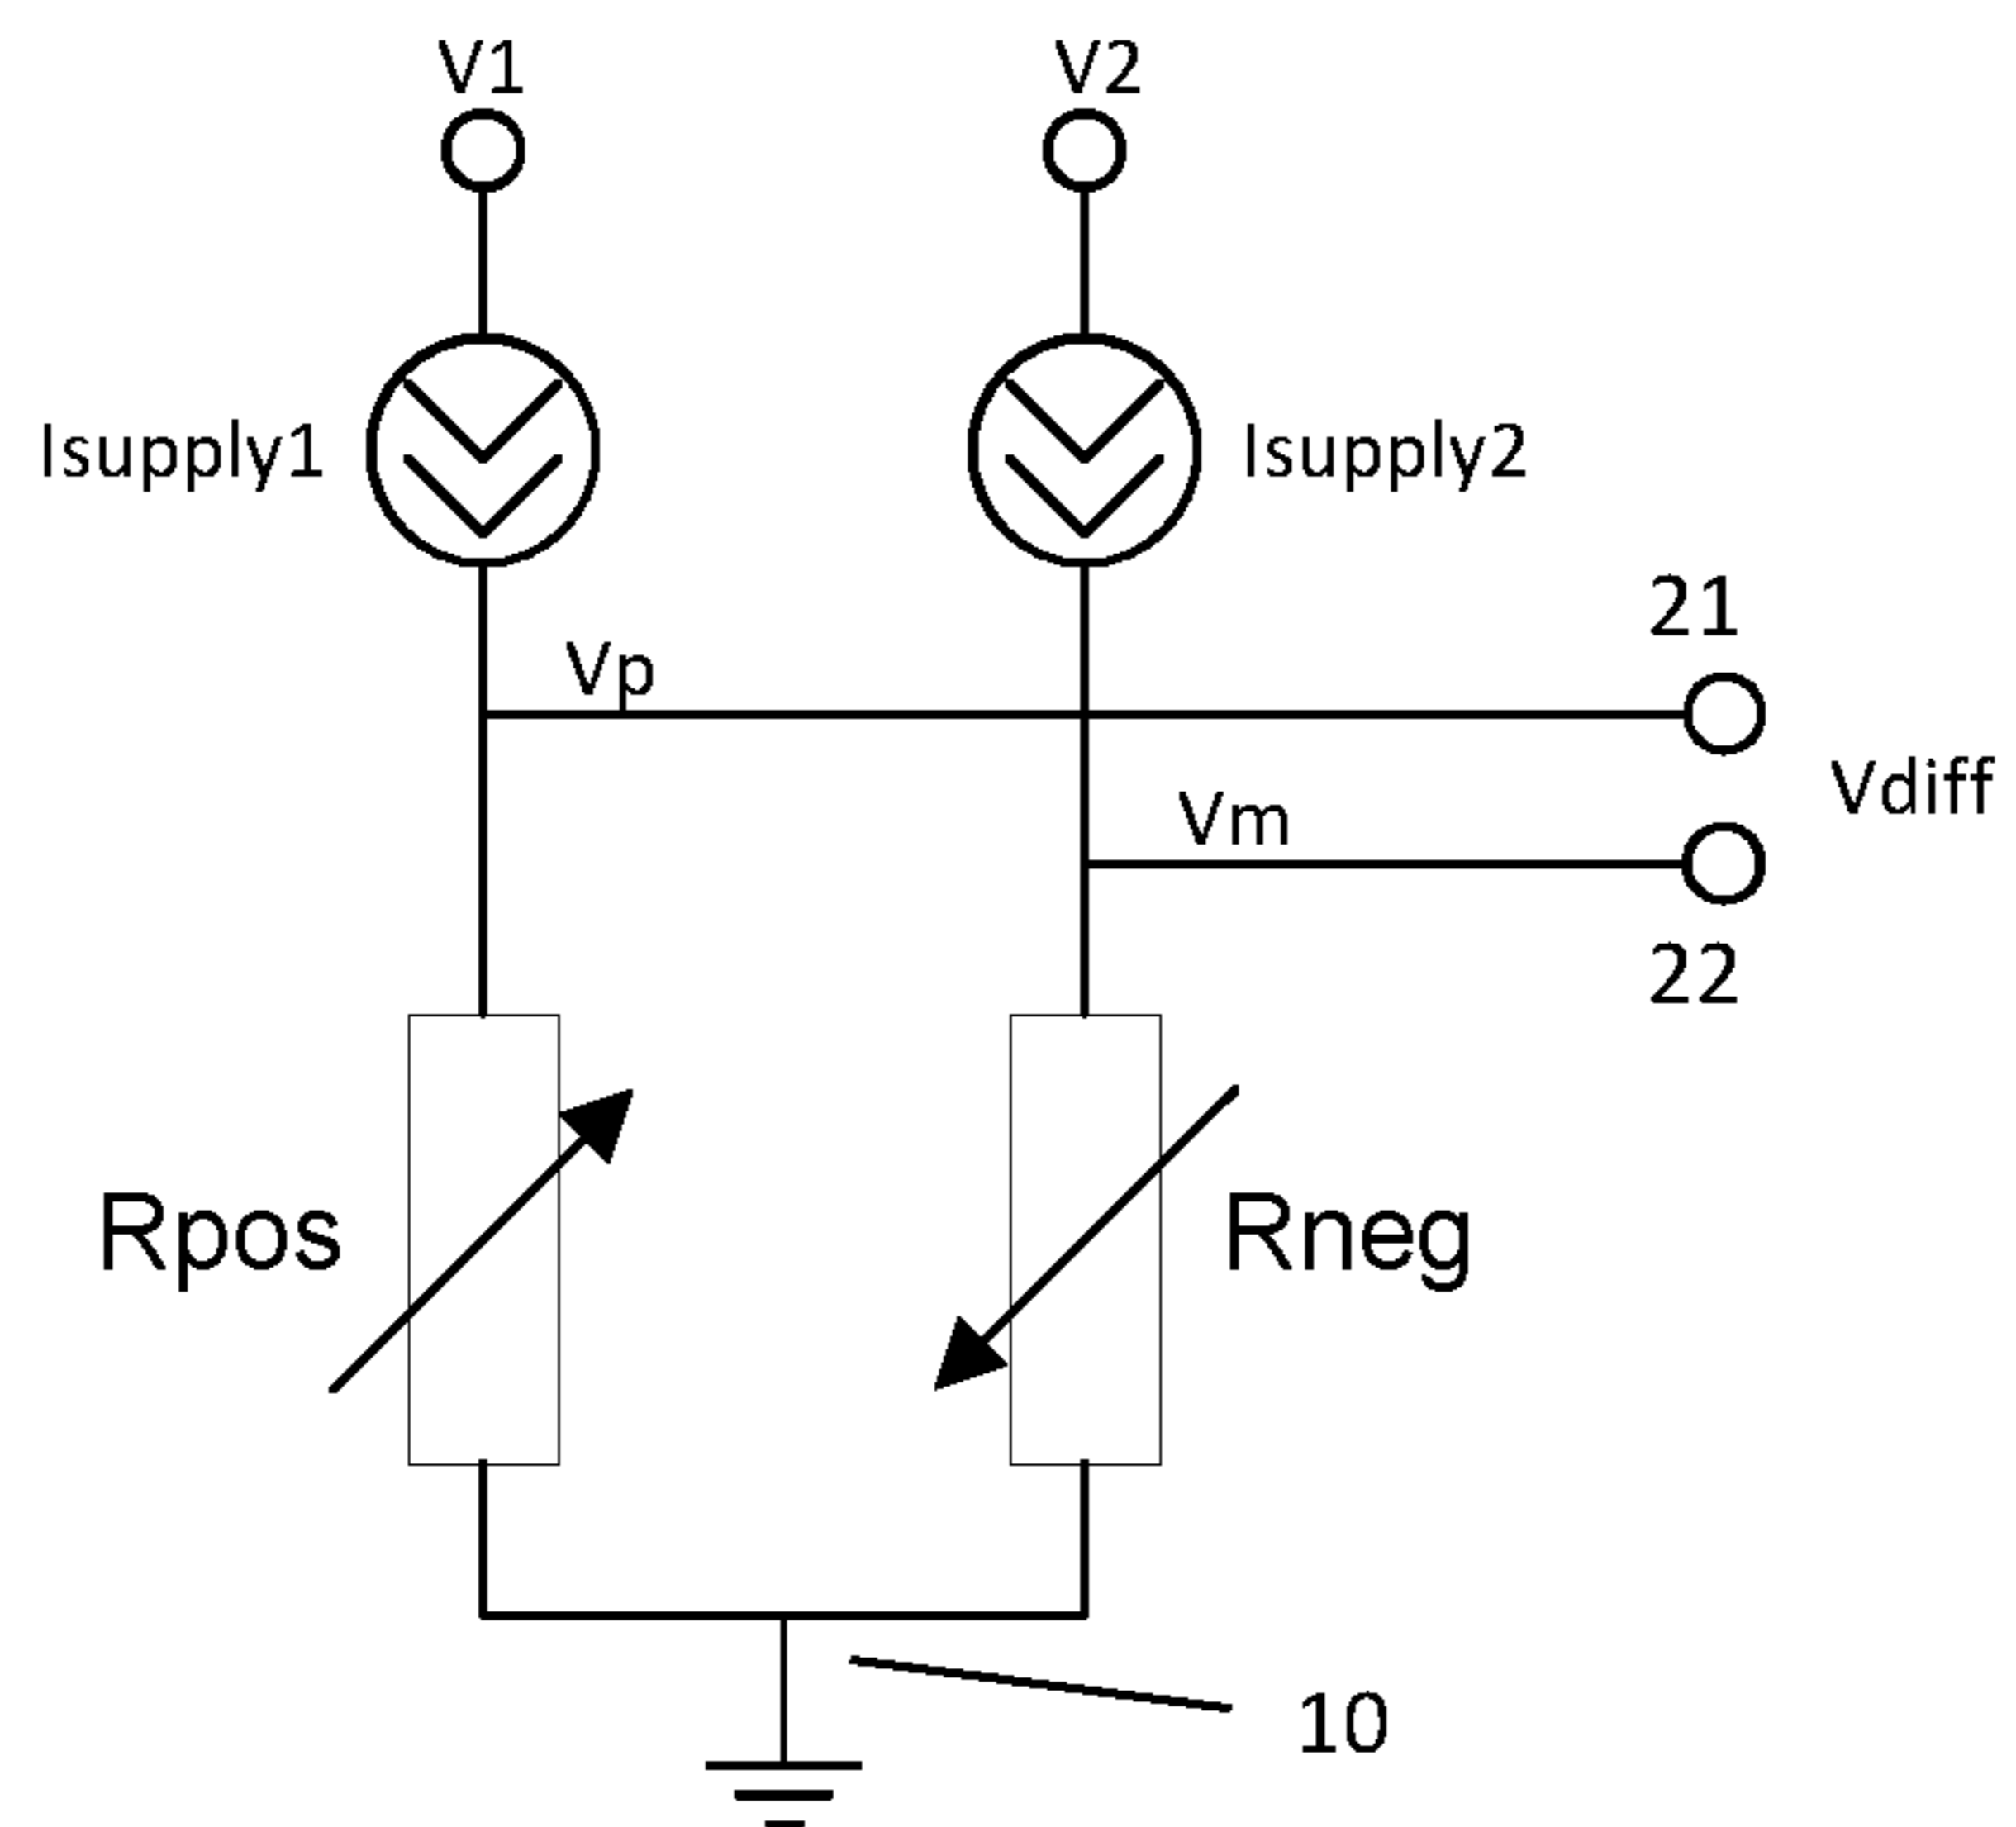 V1
V2
Isupply1
Isupply2
21
Vp
Vdiff
Vm
22
Rpos
Rneg
10